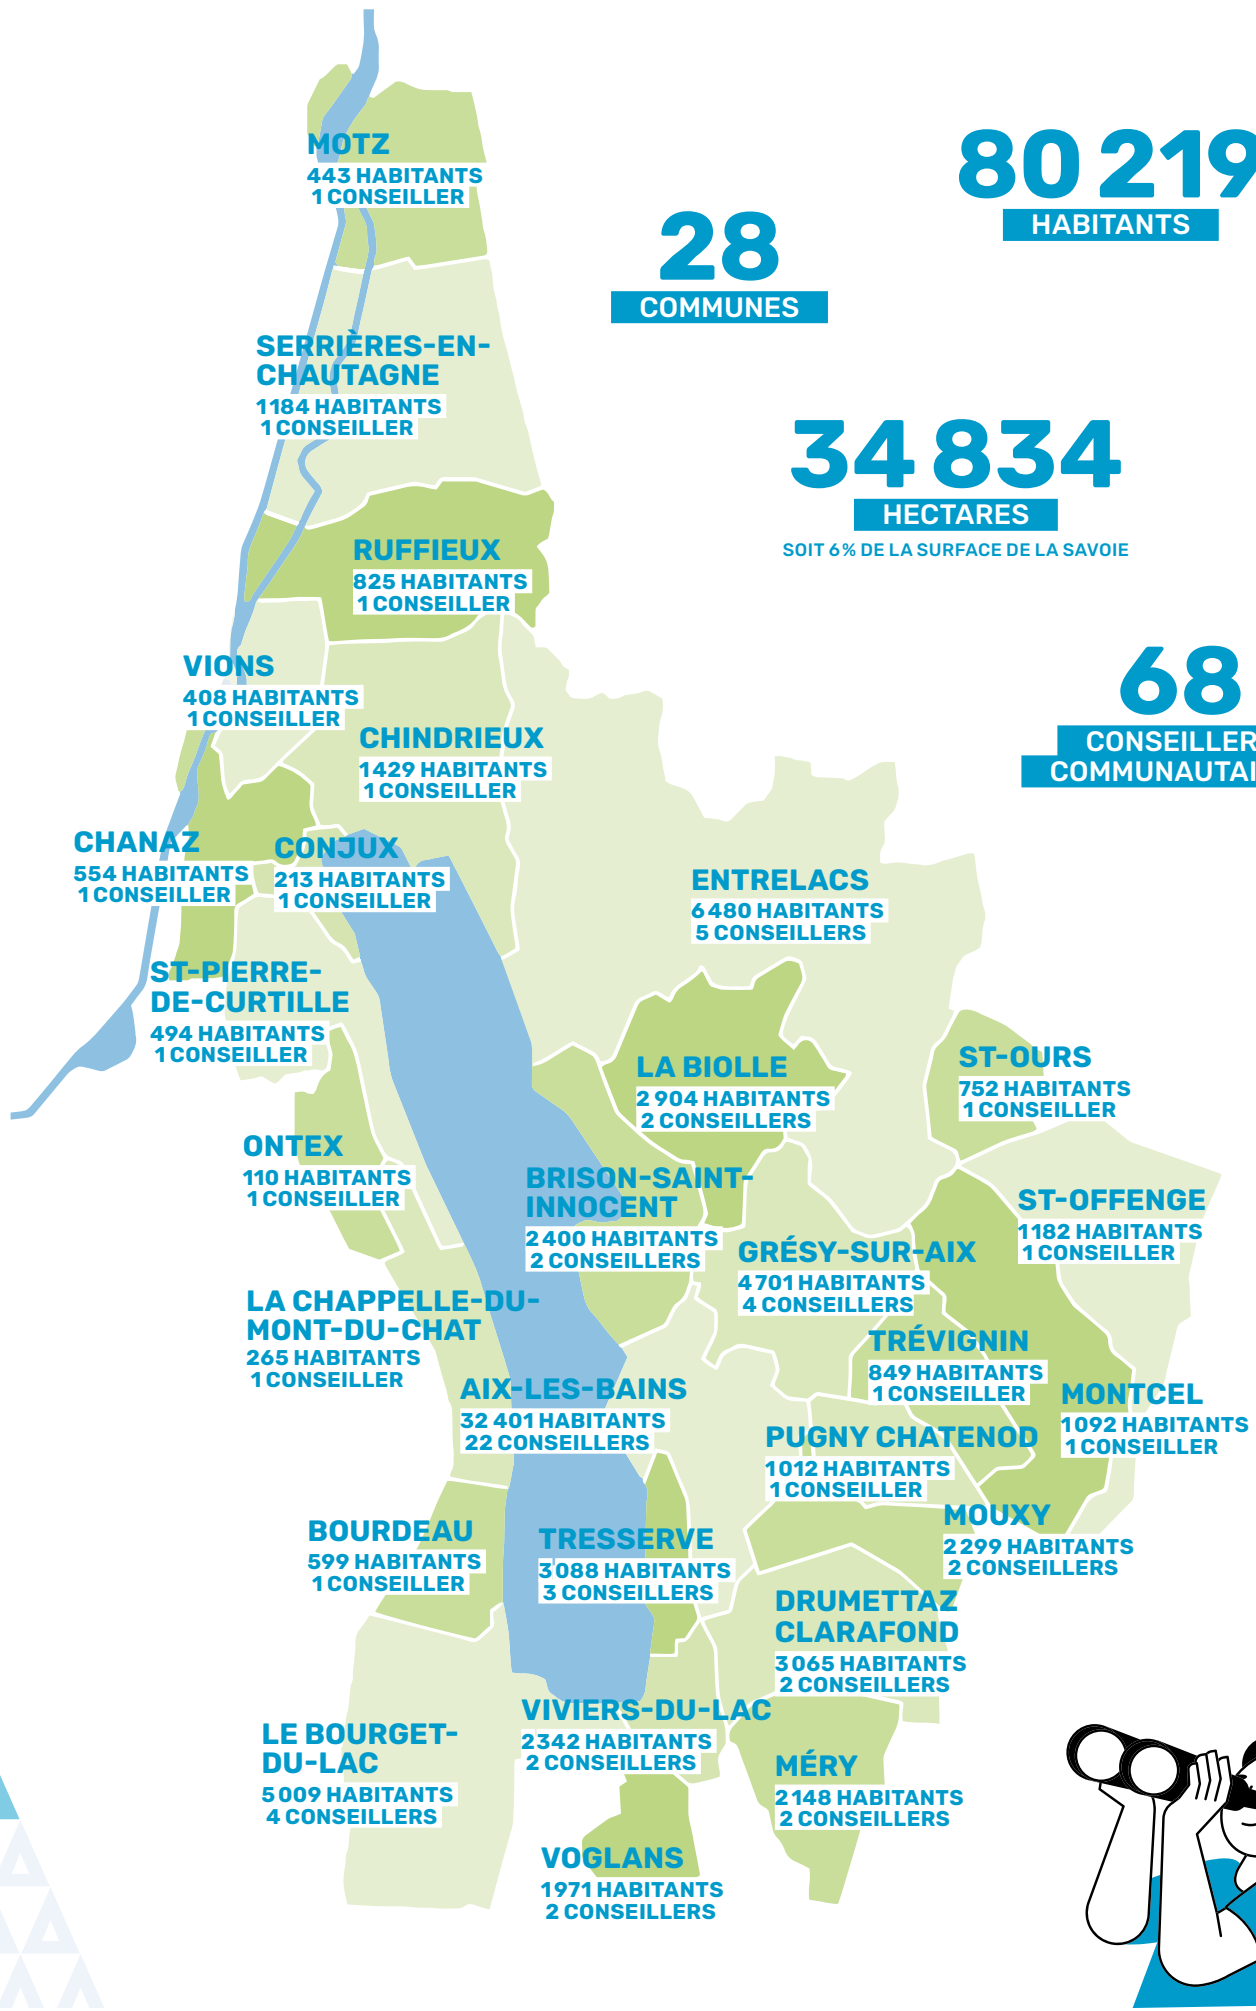 MOTZ
443 HABITANTS
1 CONSEILLER
80 219
HABITANTS
28
COMMUNES
SERRIÈRES-EN-
CHAUTAGNE
1184 HABITANTS
1 CONSEILLER
34 834
HECTARES
SOIT 6% DE LA SURFACE DE LA SAVOIE
RUFFIEUX
825 HABITANTS
1 CONSEILLER
68
CONSEILLER
COMMUNAUTAI
VIONS
408 HABITANTS
1 CONSEILLER
CHINDRIEUX
1429 HABITANTS
1 CONSEILLER
CHANAZ
554 HABITANTS
1 CONSEILLER
CONJUX
213 HABITANTS
1 CONSEILLER
ENTRELACS
6 480 HABITANTS
5 CONSEILLERS
ST-PIERRE-
DE-CURTILLE
494 HABITANTS
1 CONSEILLER
LA BIOLLE
2 904 HABITANTS
2 CONSEILLERS
ST-OURS
752 HABITANTS
1 CONSEILLER
ONTEX
110 HABITANTS
1 CONSEILLER
BRISON-SAINT-
INNOCENT
2 400 HABITANTS
2 CONSEILLERS
ST-OFFENGE
1182 HABITANTS
1 CONSEILLER
GRÉSY-SUR-AIX
4 701 HABITANTS
4 CONSEILLERS
LA CHAPPELLE-DU-
MONT-DU-CHAT
265 HABITANTS
1 CONSEILLER
TRÉVIGNIN
849 HABITANTS
1 CONSEILLER
AIX-LES-BAINS
32 401 HABITANTS
22 CONSEILLERS
MONTCEL
1092 HABITANTS
1 CONSEILLER
PUGNY CHATENOD
1012 HABITANTS
1 CONSEILLER
MOUXY
2 299 HABITANTS
2 CONSEILLERS
BOURDEAU
599 HABITANTS
1 CONSEILLER
TRESSERVE
3 088 HABITANTS
3 CONSEILLERS
DRUMETTAZ
CLARAFOND
3 065 HABITANTS
2 CONSEILLERS
VIVIERS-DU-LAC
2342 HABITANTS
2 CONSEILLERS
LE BOURGET-
DU-LAC
5 009 HABITANTS
4 CONSEILLERS
MÉRY
2148 HABITANTS
2 CONSEILLERS
VOGLANS
1971 HABITANTS
2 CONSEILLERS